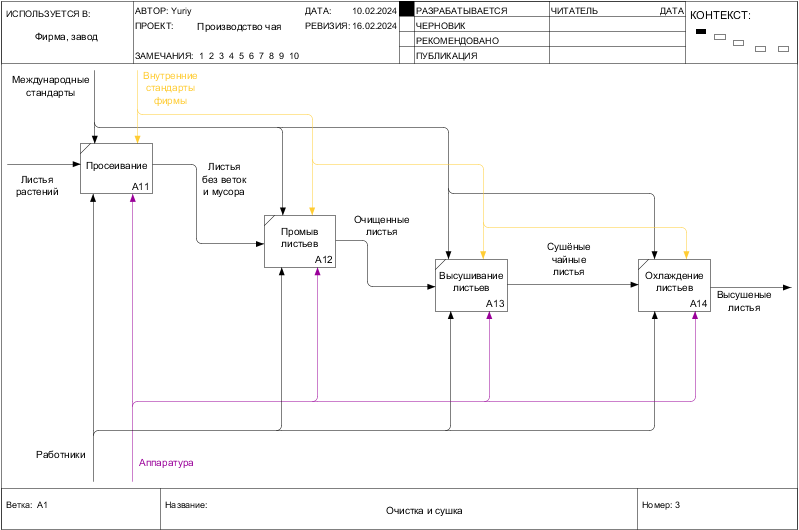 ИСПОЛЬЗУЕТСЯ В:
Фирма, завод
АВТОР: Yuriy
ДАТА: 10.02.2024
ПРОЕКТ: Производство чая
РЕВИЗИЯ: 16.02.2024
ЗАМЕЧАНИЯ: 1 2 3 4 5 6 7 8 9 10
РАЗРАБАТЫВАЕТСЯ
ЧЕРНОВИК
РЕКОМЕНДОВАНО
ПУБЛИКАЦИЯ
ЧИТАТЕЛЬ ДАТА
КОНТЕКСТ:
Международные
стандарты
Внутренние
стандарты
фирмы
Листья
растений
Просеивание
A11
Листья
без веток
и мусора
Промыв
листьев
A12
Очищенные
листья
Высушивание
листьев
A13
Сушёные
чайные
листья
Охлаждение
листьев
A14
Высушеные
листья
Работники
Аппаратура
Ветка: A1
Название:
Очистка и сушка
Номер: 3